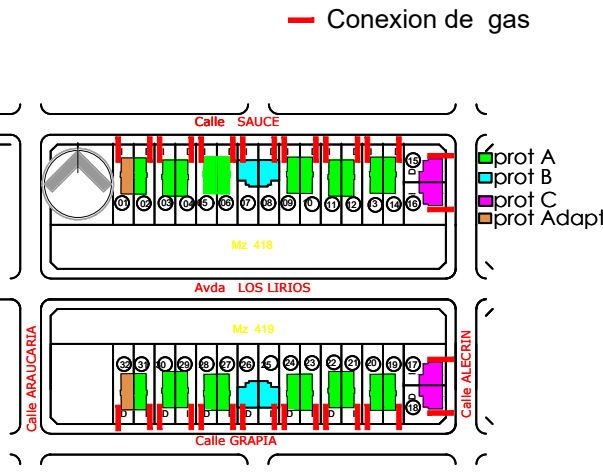 Conexion de gas
Calle SAUCE
prot A
prot B
prot C
prot Adapt
15
01 02 03 04 05 06 07 08 09 10 11 12 13 14 16
Mz 418
Avda LOS LIRIOS
Mz 419
Calle ARAUCARIA
Calle ALECRIN
32 31 30 29 28 27 26 25 24 23 22 21 20 19 17
18
Calle GRAPIA